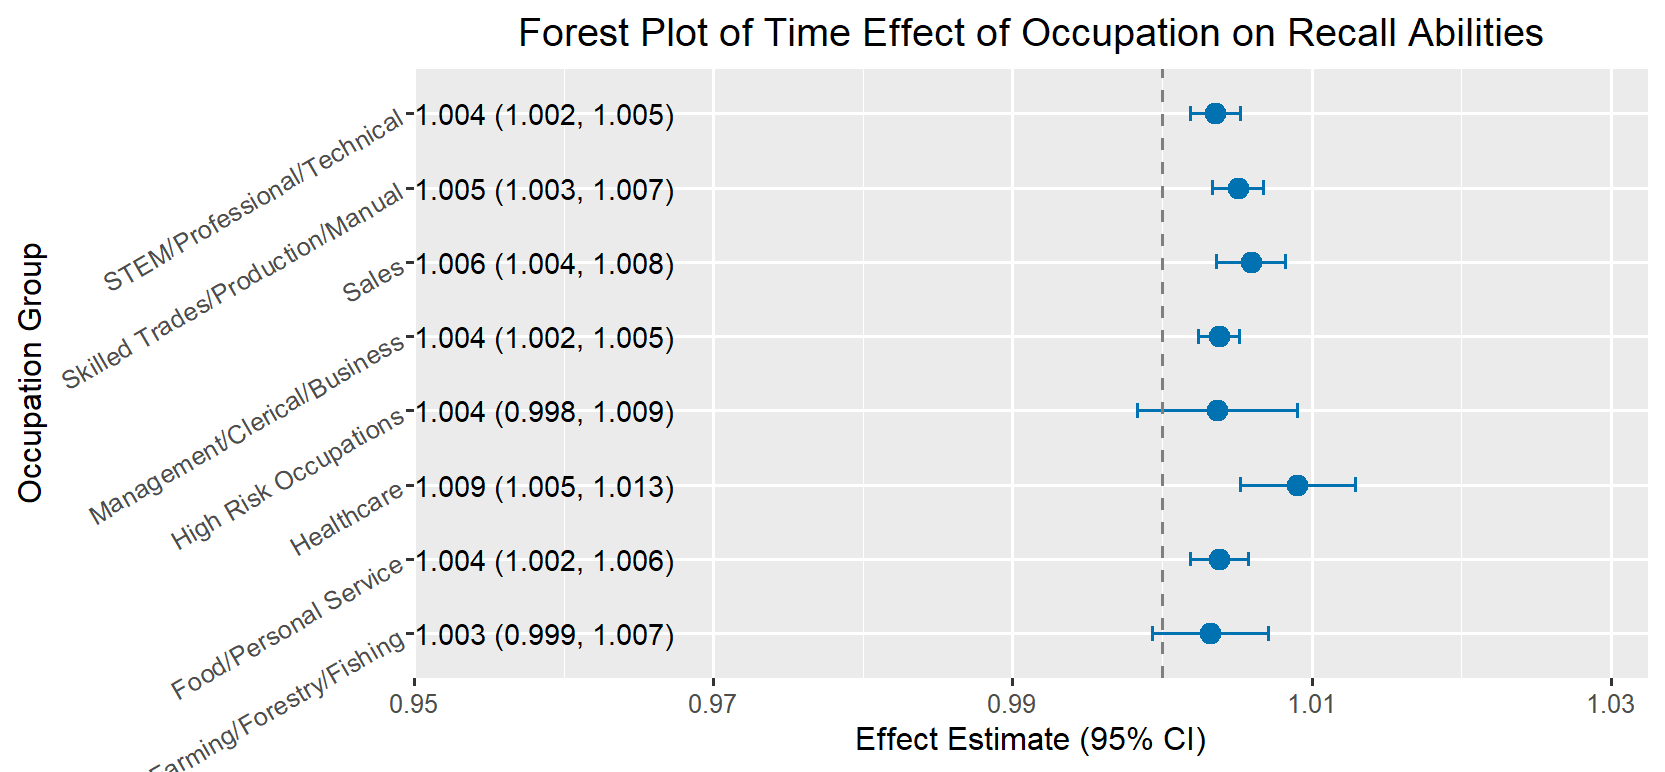 Forest Plot of Time Effect of Occupation on Recall Abilities
Occupation Group
STEM/Professional/Technical 1.004 (1.002, 1.005)
Skilled Trades/Production/Manual 1.005 (1.003, 1.007)
Sales 1.006 (1.004, 1.008)
Management/Clerical/Business 1.004 (1.002, 1.005)
High Risk Occupations 1.004 (0.998, 1.009)
Healthcare 1.009 (1.005, 1.013)
Food/Personal Service 1.004 (1.002, 1.006)
Farming/Forestry/Fishing 1.003 (0.999, 1.007)
0.95 0.97 0.99 1.01 1.03
Effect Estimate (95% CI)